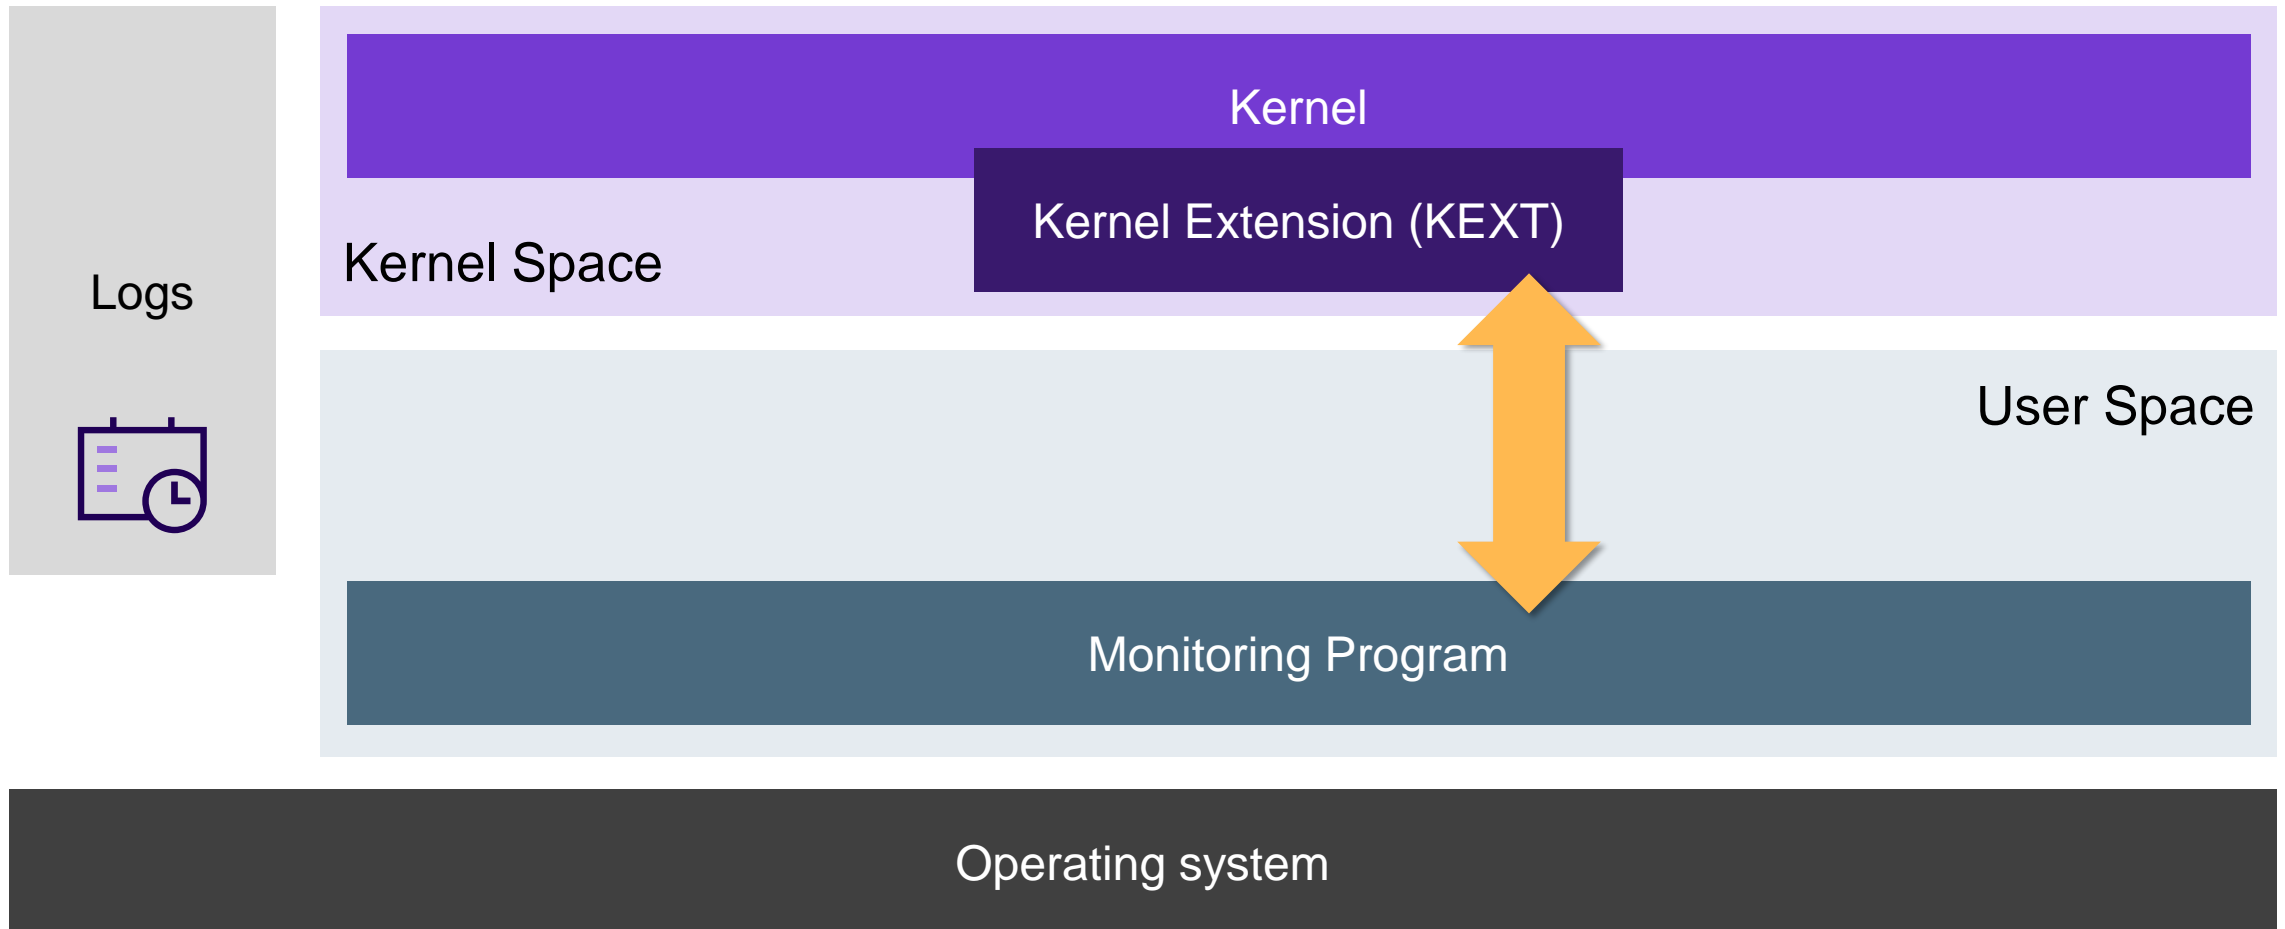 Kernel
Kernel Extension (KEXT)
Kernel Space
Logs
User Space
Monitoring Program
Operating system